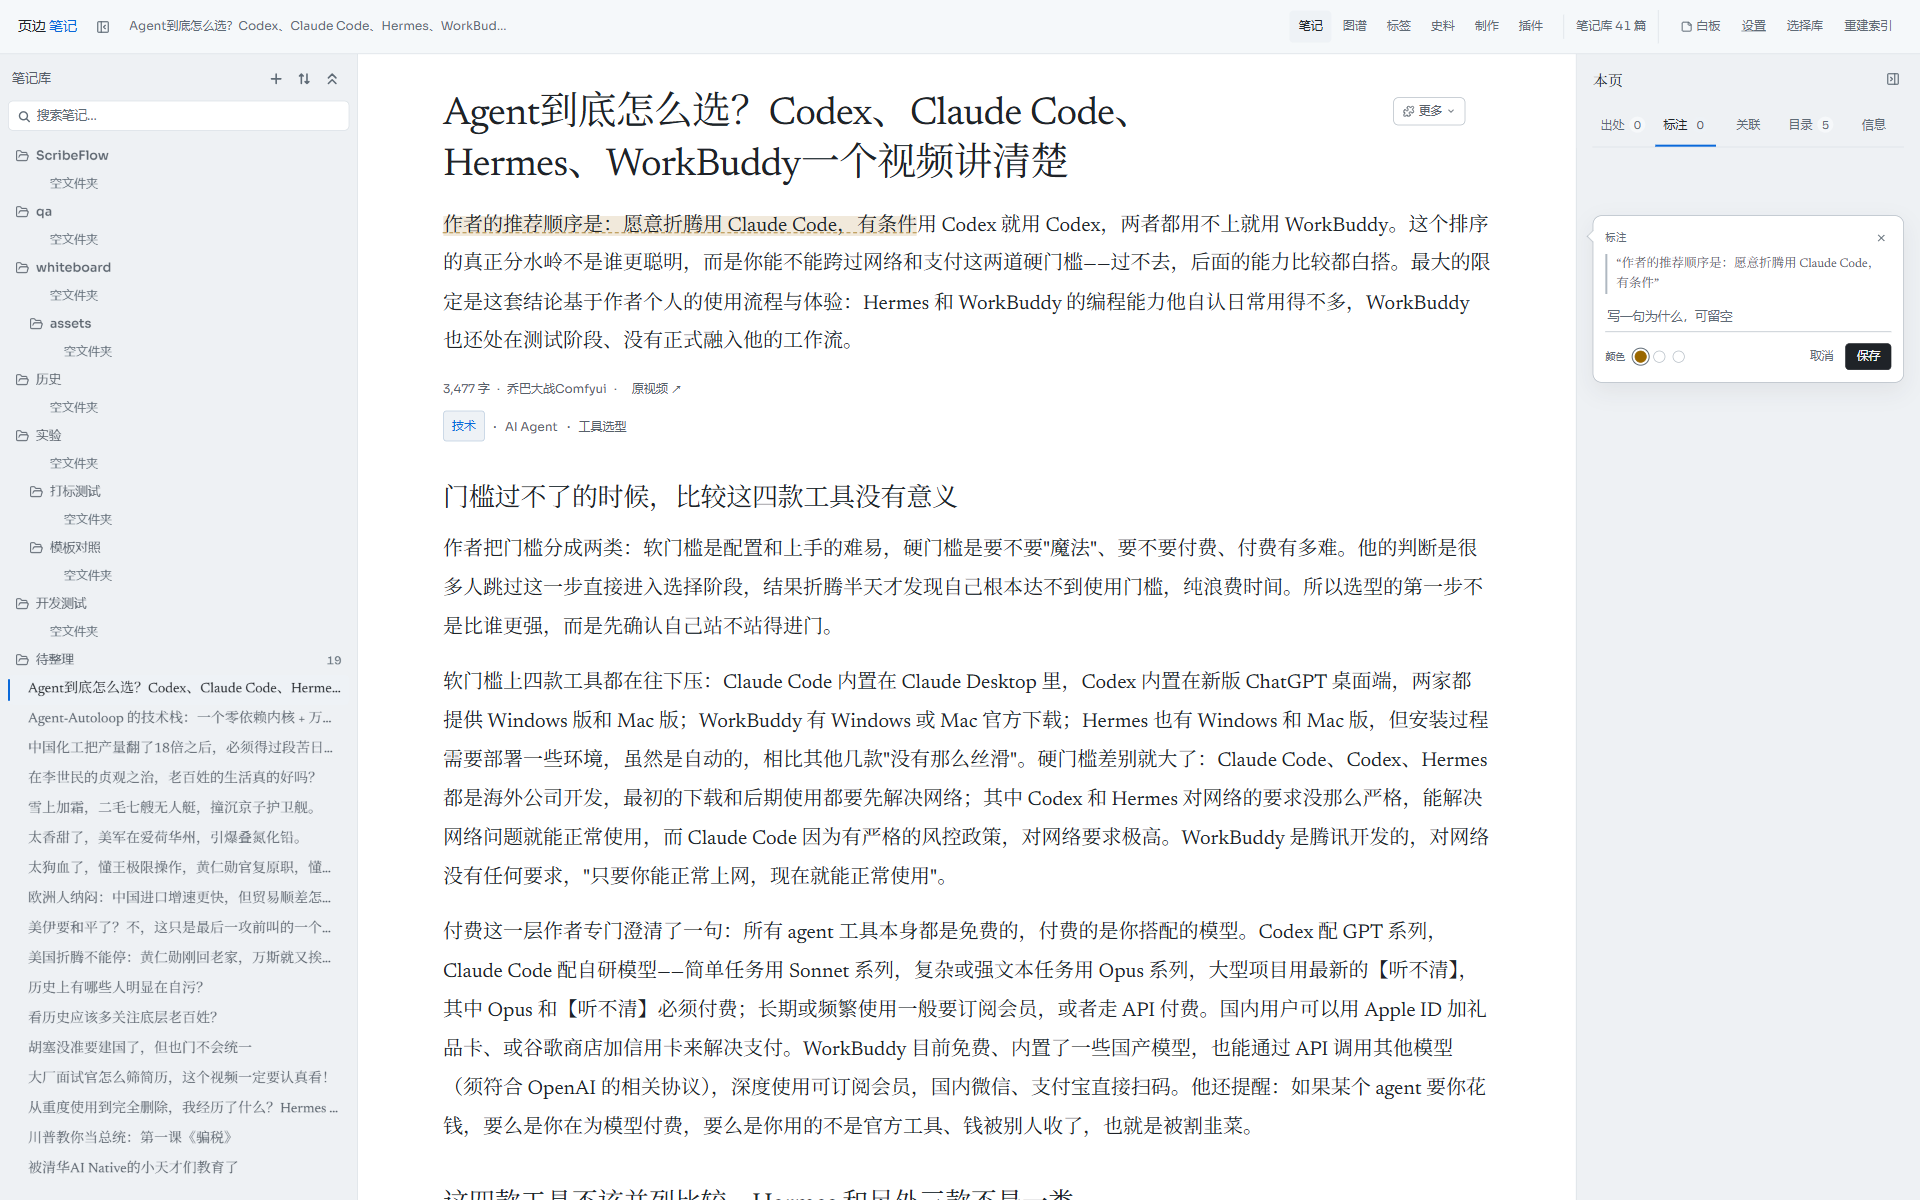 页边 笔记
Agent到底怎么选？Codex、Claude Code、Hermes、WorkBud...
笔记 图谱 标签 史料 制作 插件 笔记库 41 篇 白板 设置 选择库 重建索引
笔记库
搜索笔记...
ScribeFlow
空文件夹
qa
空文件夹
whiteboard
空文件夹
assets
空文件夹
历史
空文件夹
实验
空文件夹
打标测试
空文件夹
模板对照
空文件夹
开发测试
空文件夹
待整理 19
Agent到底怎么选？Codex、Claude Code、Herme...
Agent-Autoloop 的技术栈：一个零依赖内核 + 万...
中国化工把产量翻了18倍之后，必须得过段苦日...
在李世民的贞观之治，老百姓的生活真的好吗？
雪上加霜，二毛七艘无人艇，撞沉京子护卫舰。
太香甜了，美军在爱荷华州，引爆叠氮化铅。
太狗血了，懂王极限操作，黄仁勋官复原职，懂...
欧洲人纳闷：中国进口增速更快，但贸易顺差怎...
美伊要和平了？不，这只是最后一攻前叫的一个...
美国折腾不能停：黄仁勋刚回老家，万斯就又挨...
历史上有哪些人明显在自污？
看历史应该多关注底层老百姓？
胡塞没准要建国了，但也门不会统一
大厂面试官怎么筛简历，这个视频一定要认真看！
从重度使用到完全删除，我经历了什么？Hermes ...
川普教你当总统：第一课《骗税》
被清华AI Native的小天才们教育了
Agent到底怎么选？Codex、Claude Code、
Hermes、WorkBuddy一个视频讲清楚
更多
作者的推荐顺序是：愿意折腾用 Claude Code，有条件用 Codex 就用 Codex，两者都用不上就用 WorkBuddy。这个排序
的真正分水岭不是谁更聪明，而是你能不能跨过网络和支付这两道硬门槛——过不去，后面的能力比较都白搭。最大的限
定是这套结论基于作者个人的使用流程与体验：Hermes 和 WorkBuddy 的编程能力他自认日常用得不多，WorkBuddy
也还处在测试阶段、没有正式融入他的工作流。
3,477 字 · 乔巴大战Comfyui · 原视频 ↗
技术 · AI Agent · 工具选型
门槛过不了的时候，比较这四款工具没有意义
作者把门槛分成两类：软门槛是配置和上手的难易，硬门槛是要不要"魔法"、要不要付费、付费有多难。他的判断是很
多人跳过这一步直接进入选择阶段，结果折腾半天才发现自己根本达不到使用门槛，纯浪费时间。所以选型的第一步不
是比谁更强，而是先确认自己站不站得进门。
软门槛上四款工具都在往下压：Claude Code 内置在 Claude Desktop 里，Codex 内置在新版 ChatGPT 桌面端，两家都
提供 Windows 版和 Mac 版；WorkBuddy 有 Windows 或 Mac 官方下载；Hermes 也有 Windows 和 Mac 版，但安装过程
需要部署一些环境，虽然是自动的，相比其他几款"没有那么丝滑"。硬门槛差别就大了：Claude Code、Codex、Hermes
都是海外公司开发，最初的下载和后期使用都要先解决网络；其中 Codex 和 Hermes 对网络的要求没那么严格，能解决
网络问题就能正常使用，而 Claude Code 因为有严格的风控政策，对网络要求极高。WorkBuddy 是腾讯开发的，对网络
没有任何要求，"只要你能正常上网，现在就能正常使用"。
付费这一层作者专门澄清了一句：所有 agent 工具本身都是免费的，付费的是你搭配的模型。Codex 配 GPT 系列，
Claude Code 配自研模型——简单任务用 Sonnet 系列，复杂或强文本任务用 Opus 系列，大型项目用最新的【听不清】，
其中 Opus 和【听不清】必须付费；长期或频繁使用一般要订阅会员，或者走 API 付费。国内用户可以用 Apple ID 加礼
品卡、或谷歌商店加信用卡来解决支付。WorkBuddy 目前免费、内置了一些国产模型，也能通过 API 调用其他模型
（须符合 OpenAI 的相关协议），深度使用可订阅会员，国内微信、支付宝直接扫码。他还提醒：如果某个 agent 要你花
钱，要么是你在为模型付费，要么是你用的不是官方工具、钱被别人收了，也就是被割韭菜。
这四款工具不该并列比较，Hermes 和另外三款不是一类
本页
出处 0 标注 0 关联 目录 5 信息
标注
“作者的推荐顺序是：愿意折腾用 Claude Code，
有条件”
写一句为什么，可留空
颜色 取消 保存